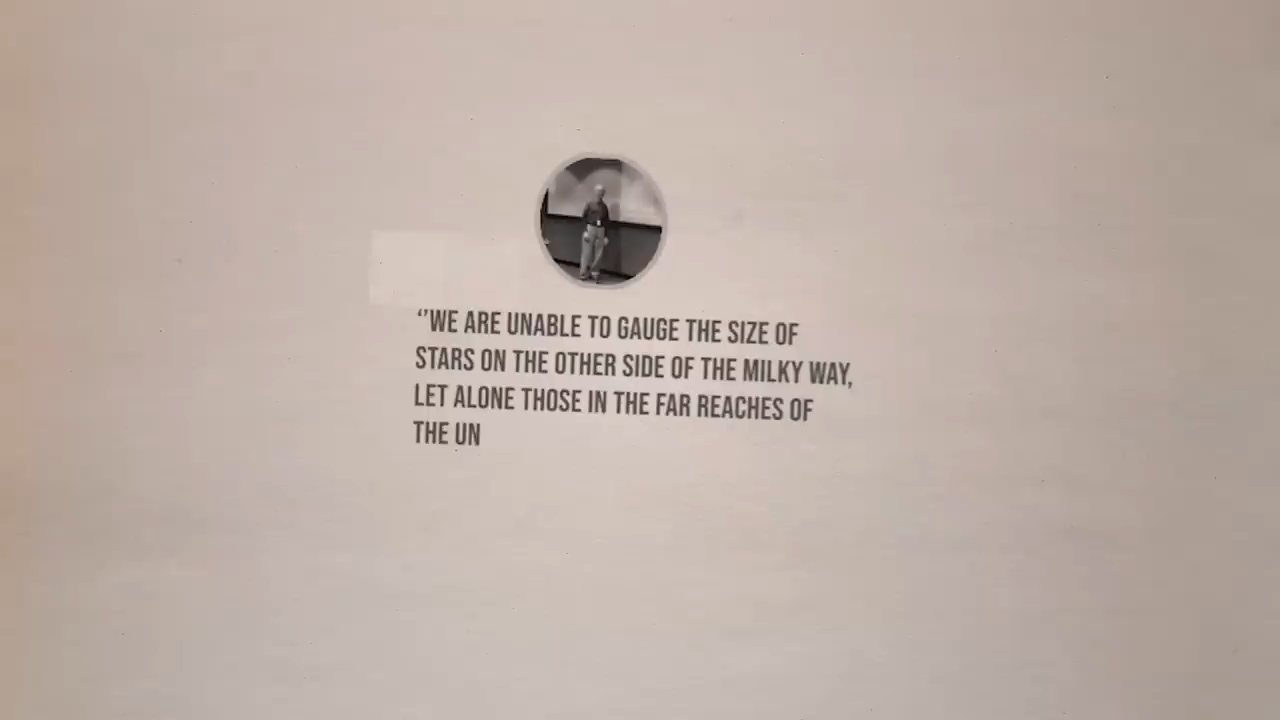 ‘’WE ARE UNABLE TO GAUGE THE SIZE OF
STARS ON THE OTHER SIDE OF THE MILKY WAY,
LET ALONE THOSE IN THE FAR REACHES OF
THE UN